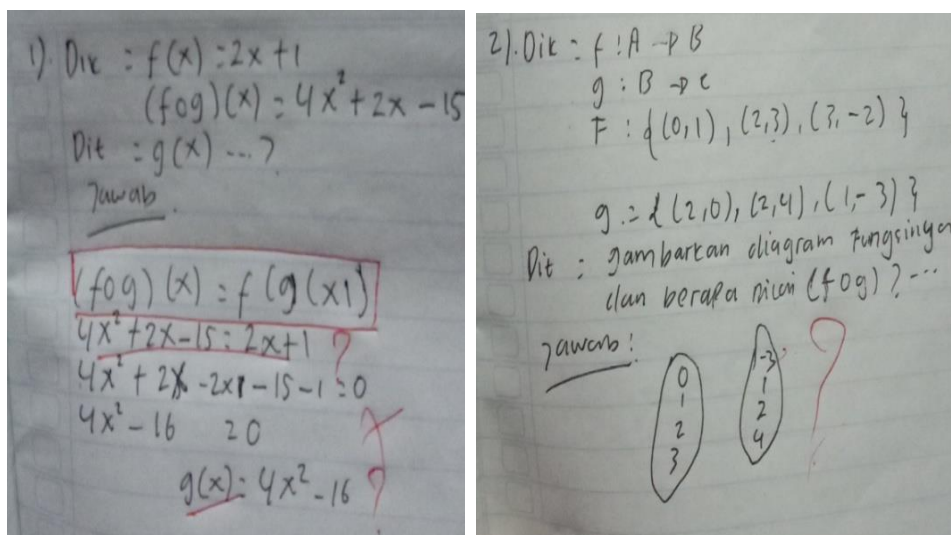 1). Dik : f(x) : 2x + 1
(fog)(x) = 4x² + 2x - 15
Dit : g(x) ... ?
Jawab
(fog)(x) = f(g(x))
4x² + 2x - 15 = 2x + 1 ?
4x² + 2x - 2x - 15 - 1 = 0
4x² - 16 = 0
g(x) = 4x² - 16 ?
2). Dik = f : A → B
g : B → C
F : {(0,1), (2,3), (3,-2)}
g = {(2,0), (2,4), (1,-3)}
Dit : gambarkan diagram Fungsinya
dan berapa nilai (fog) ? ...
Jawab : ?
0 -3
1 1
2 2
3 4